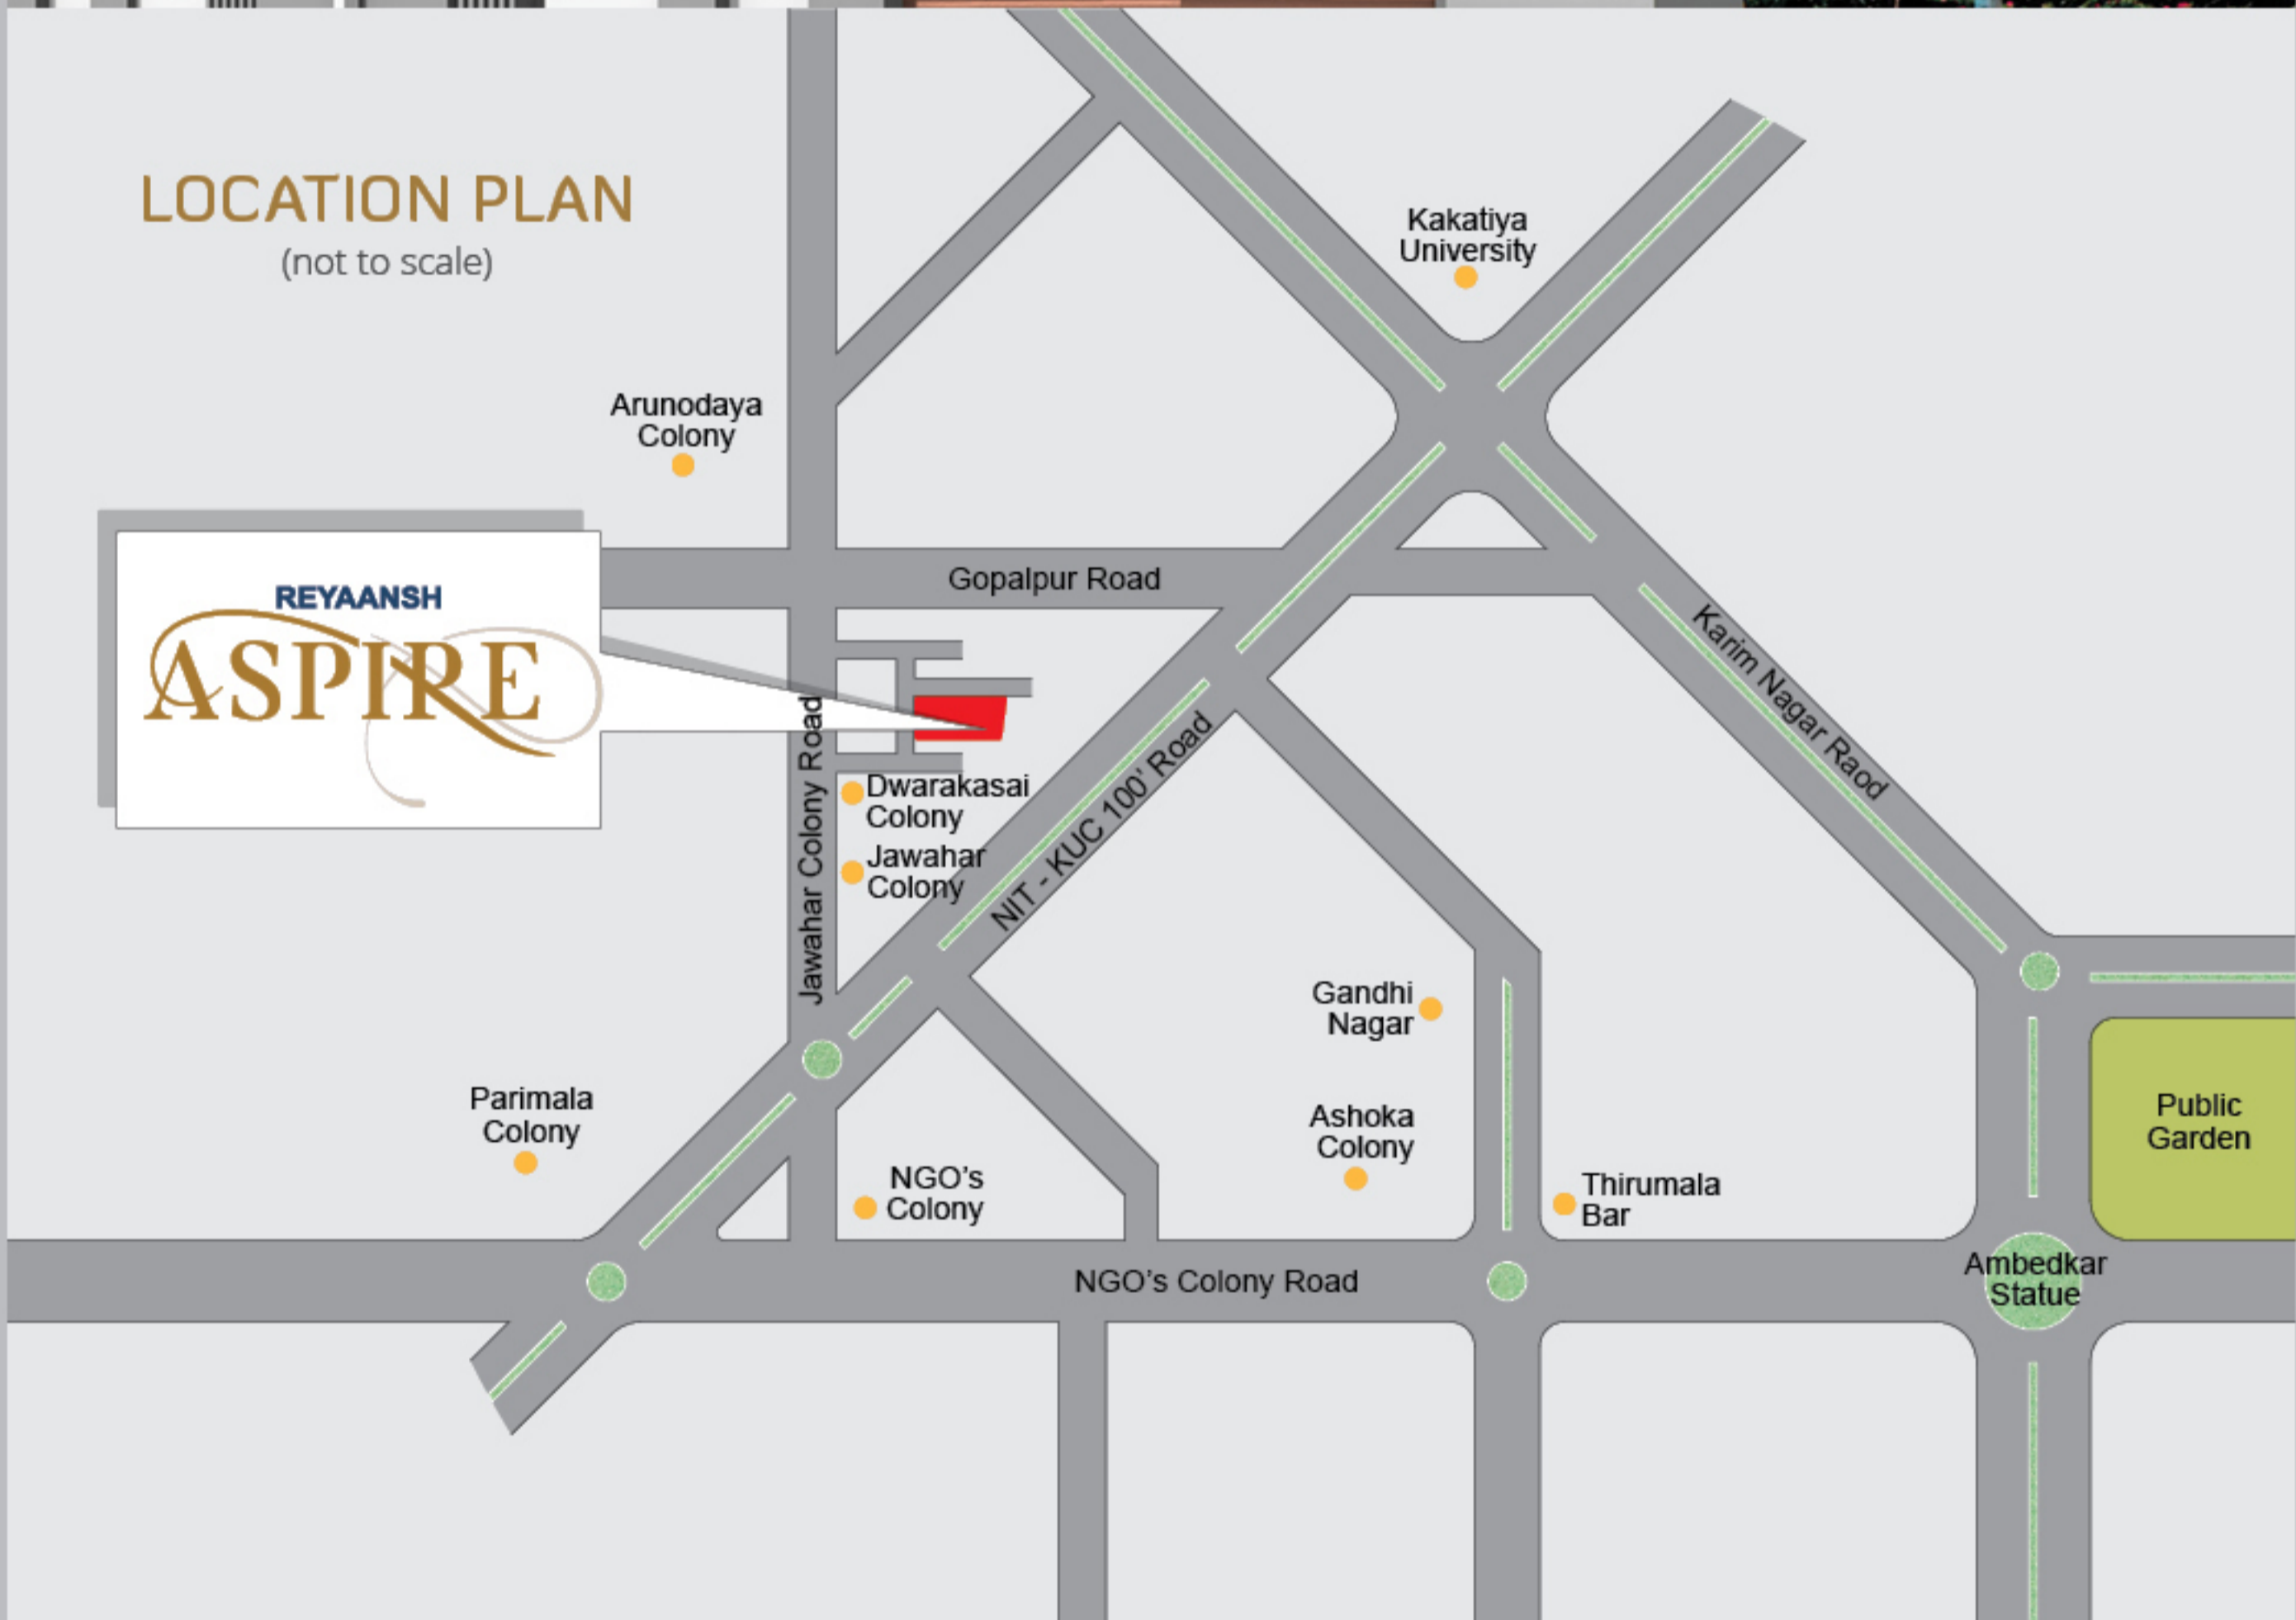 LOCATION PLAN
(not to scale)
Kakatiya
University
Arunodaya
Colony
REYAANSH
ASPIRE
Gopalpur Road
Karim Nagar Raod
Jawahar Colony Road
NIT - KUC 100' Road
Dwarakasai
Colony
Jawahar
Colony
Gandhi
Nagar
Parimala
Colony
Ashoka
Colony
Public
Garden
NGO's
Colony
Thirumala
Bar
NGO's Colony Road
Ambedkar
Statue